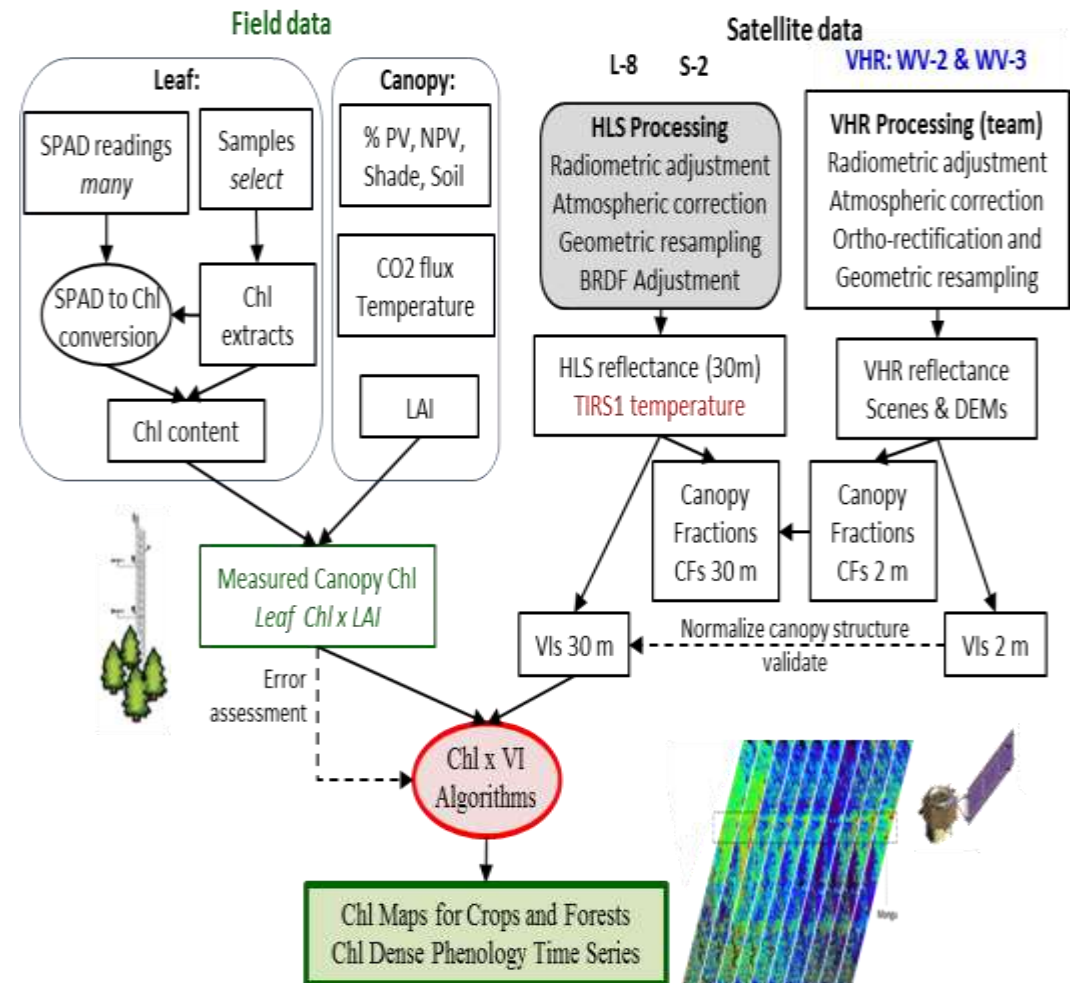 Field data
Leaf:
SPAD readings
many
Samples
select
SPAD to Chl
conversion
Chl
extracts
Chl content
Canopy:
% PV, NPV,
Shade, Soil
CO2 flux
Temperature
LAI
Measured Canopy Chl
Leaf Chl x LAI
Error
assessment
Satellite data
L-8 S-2
VHR: WV-2 & WV-3
HLS Processing
Radiometric adjustment
Atmospheric correction
Geometric resampling
BRDF Adjustment
VHR Processing (team)
Radiometric adjustment
Atmospheric correction
Ortho-rectification and
Geometric resampling
HLS reflectance (30m)
TIRS1 temperature
VHR reflectance
Scenes & DEMs
Canopy
Fractions
CFs 30 m
Canopy
Fractions
CFs 2 m
VIs 30 m
Normalize canopy structure
validate
VIs 2 m
Chl x VI
Algorithms
Chl Maps for Crops and Forests
Chl Dense Phenology Time Series
Mongu